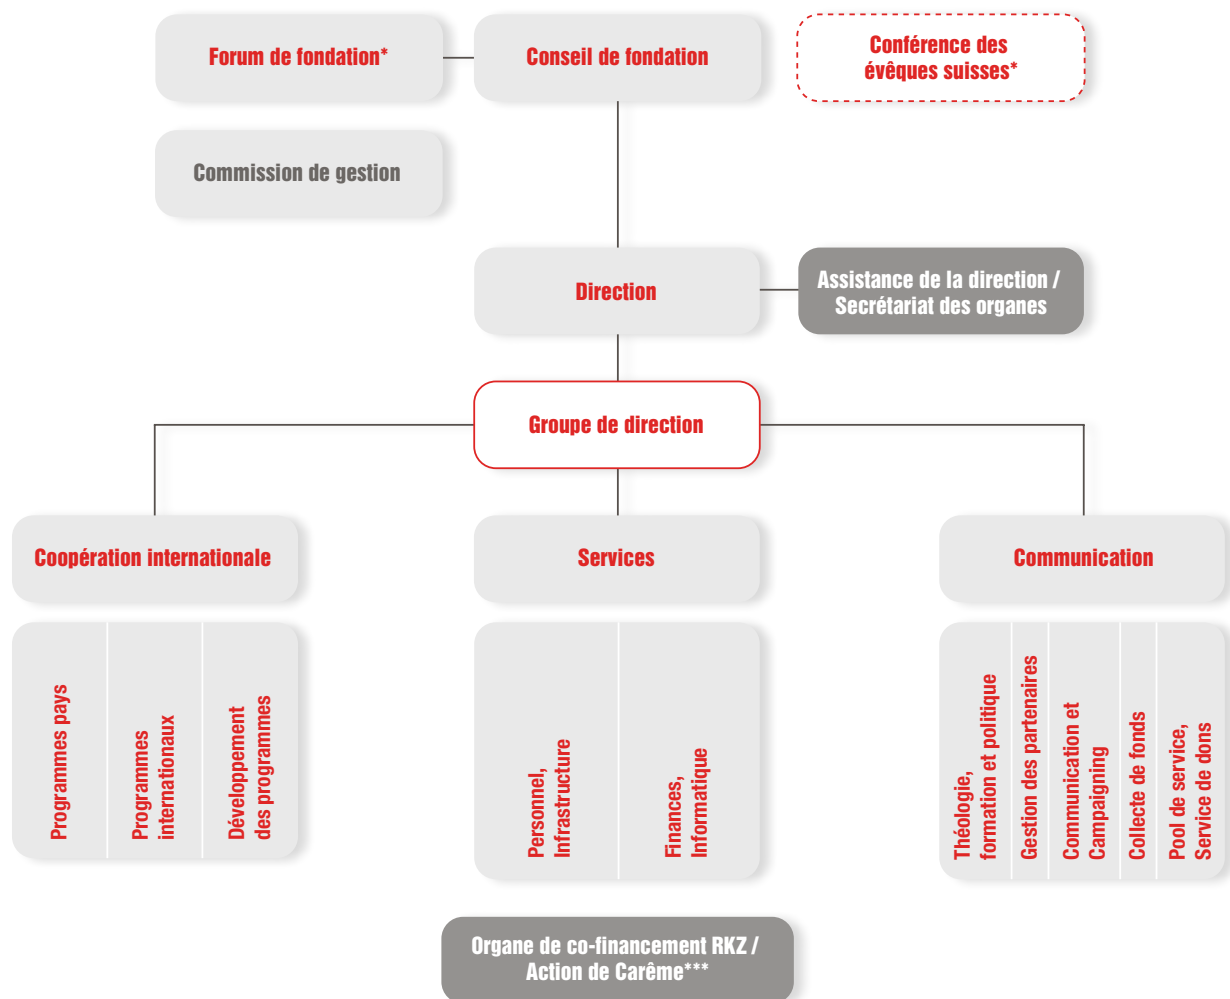 Forum de fondation*
Conseil de fondation
Conférence des
évêques suisses*
Commission de gestion
Direction
Assistance de la direction /
Secrétariat des organes
Groupe de direction
Coopération internationale
Services
Communication
Programmes pays
Programmes
internationaux
Développement
des programmes
Personnel,
Infrastructure
Finances,
Informatique
Théologie,
formation et politique
Gestion des partenaires
Communication et
Campaigning
Collecte de fonds
Pool de service,
Service de dons
Organe de co-financement RKZ /
Action de Carême***